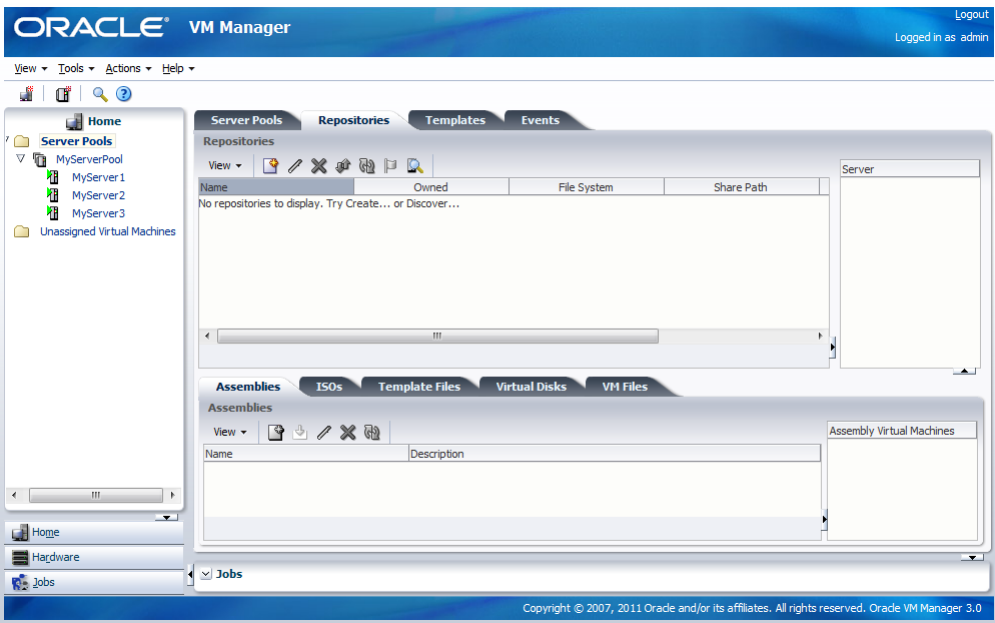 ORACLE® VM Manager
Logout
Logged in as admin
View Tools Actions Help
Home
Server Pools
MyServerPool
MyServer1
MyServer2
MyServer3
Unassigned Virtual Machines
Home
Hardware
Jobs
Server Pools Repositories Templates Events
Repositories
View
Name Owned File System Share Path
No repositories to display. Try Create... or Discover...
Server
Assemblies ISOs Template Files Virtual Disks VM Files
Assemblies
View
Name Description
Assembly Virtual Machines
Jobs
Copyright © 2007, 2011 Oracle and/or its affiliates. All rights reserved. Oracle VM Manager 3.0